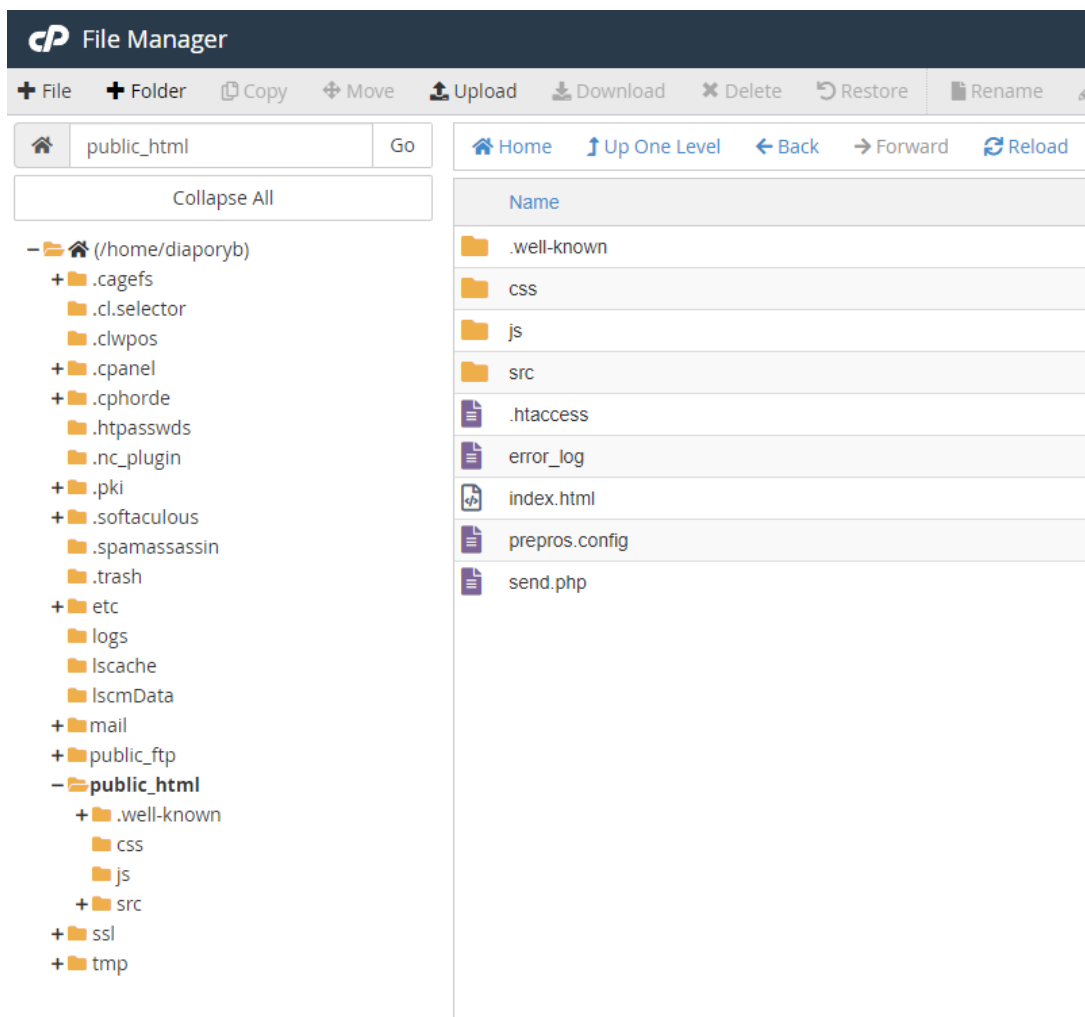 cP File Manager
File Folder Copy Move Upload Download Delete Restore Rename
public_html Go
Collapse All
(/home/diaporyb)
.cagefs
.cl.selector
.clwpos
.cpanel
.cphorde
.htpasswds
.nc_plugin
.pki
.softaculous
.spamassassin
.trash
etc
logs
lscache
lscmData
mail
public_ftp
public_html
.well-known
css
js
src
ssl
tmp
Home Up One Level Back Forward Reload
Name
.well-known
css
js
src
.htaccess
error_log
index.html
prepros.config
send.php